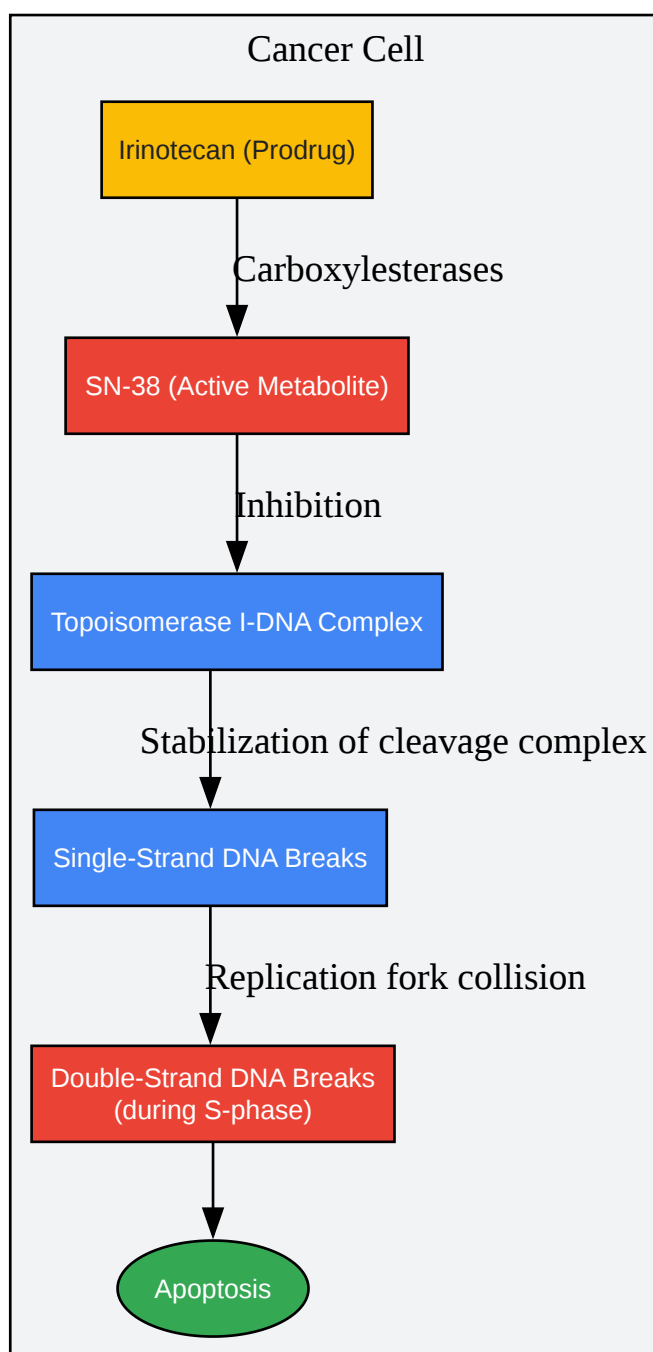 Cancer Cell
Irinotecan (Prodrug)
Carboxylesterases
SN-38 (Active Metabolite)
Inhibition
Topoisomerase I-DNA Complex
Stabilization of cleavage complex
Single-Strand DNA Breaks
Replication fork collision
Double-Strand DNA Breaks
(during S-phase)
Apoptosis